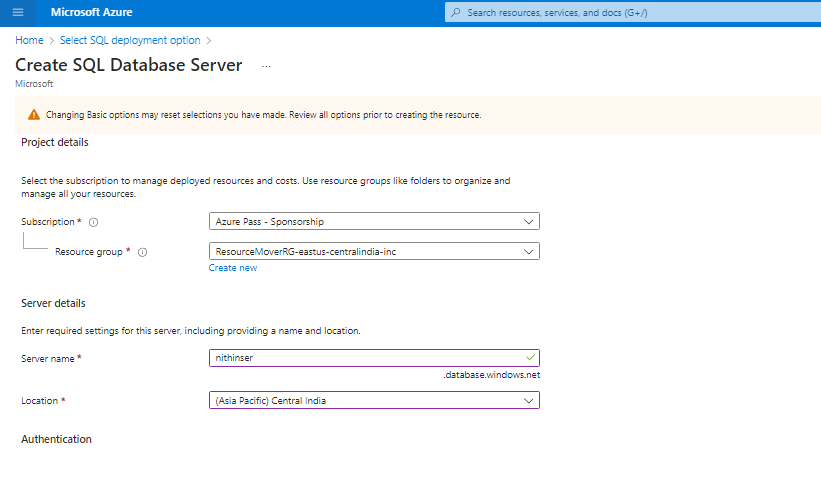 Microsoft Azure
Search resources, services, and docs (G+/)
Home > Select SQL deployment option >
Create SQL Database Server ...
Microsoft
Changing Basic options may reset selections you have made. Review all options prior to creating the resource.
Project details
Select the subscription to manage deployed resources and costs. Use resource groups like folders to organize and
manage all your resources.
Subscription * Azure Pass - Sponsorship
Resource group * ResourceMoverRG-eastus-centralindia-inc
Create new
Server details
Enter required settings for this server, including providing a name and location.
Server name * nithinser
.database.windows.net
Location * (Asia Pacific) Central India
Authentication